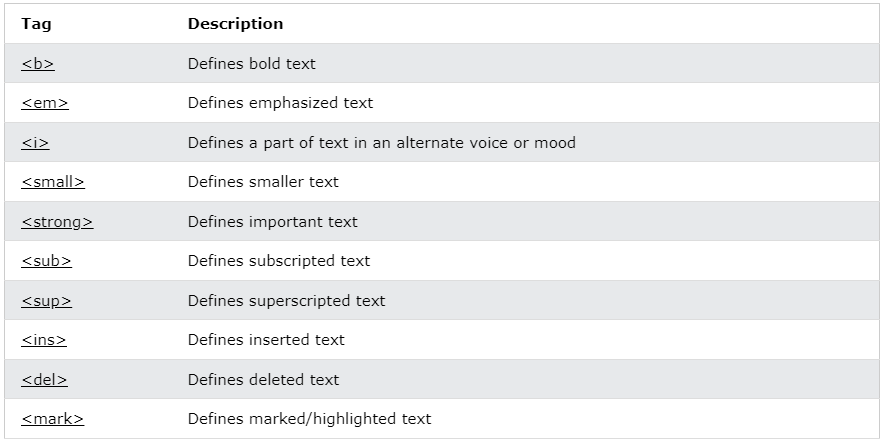 Tag Description
<b> Defines bold text
<em> Defines emphasized text
<i> Defines a part of text in an alternate voice or mood
<small> Defines smaller text
<strong> Defines important text
<sub> Defines subscripted text
<sup> Defines superscripted text
<ins> Defines inserted text
<del> Defines deleted text
<mark> Defines marked/highlighted text